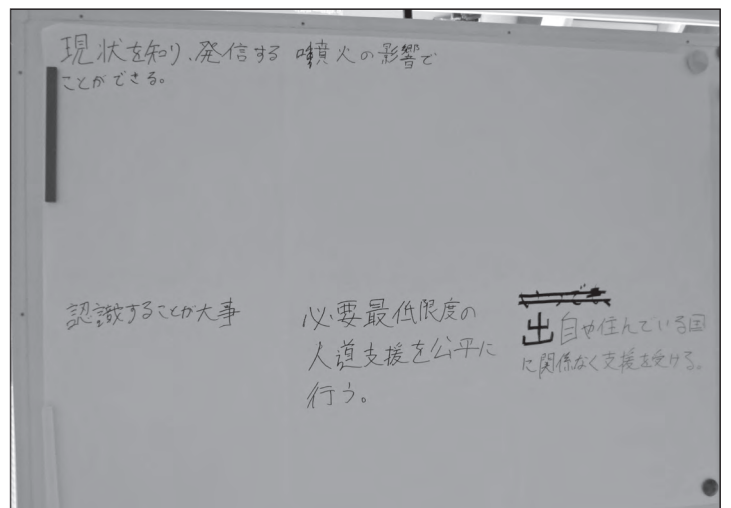 現状を知り、発信する
ことができる。
噴火の影響で
認識することが大事
必要最低限度の
人道支援を公平に
行う。
出自や住んでいる国
に関係なく支援を受ける。